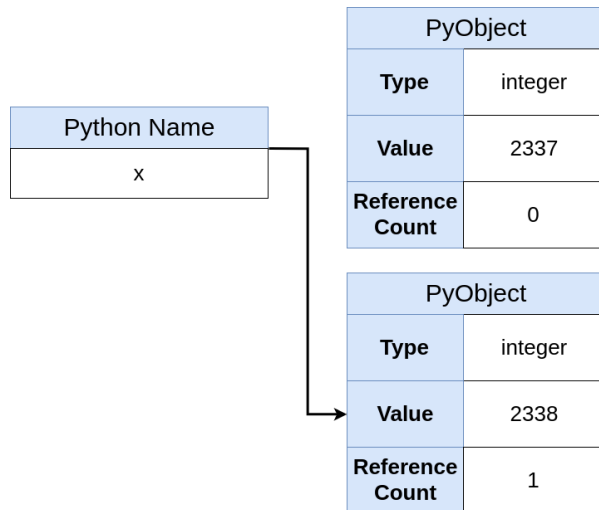 PyObject
Type integer
Python Name
Value 2337
x
Reference
Count 0
PyObject
Type integer
Value 2338
Reference
Count 1